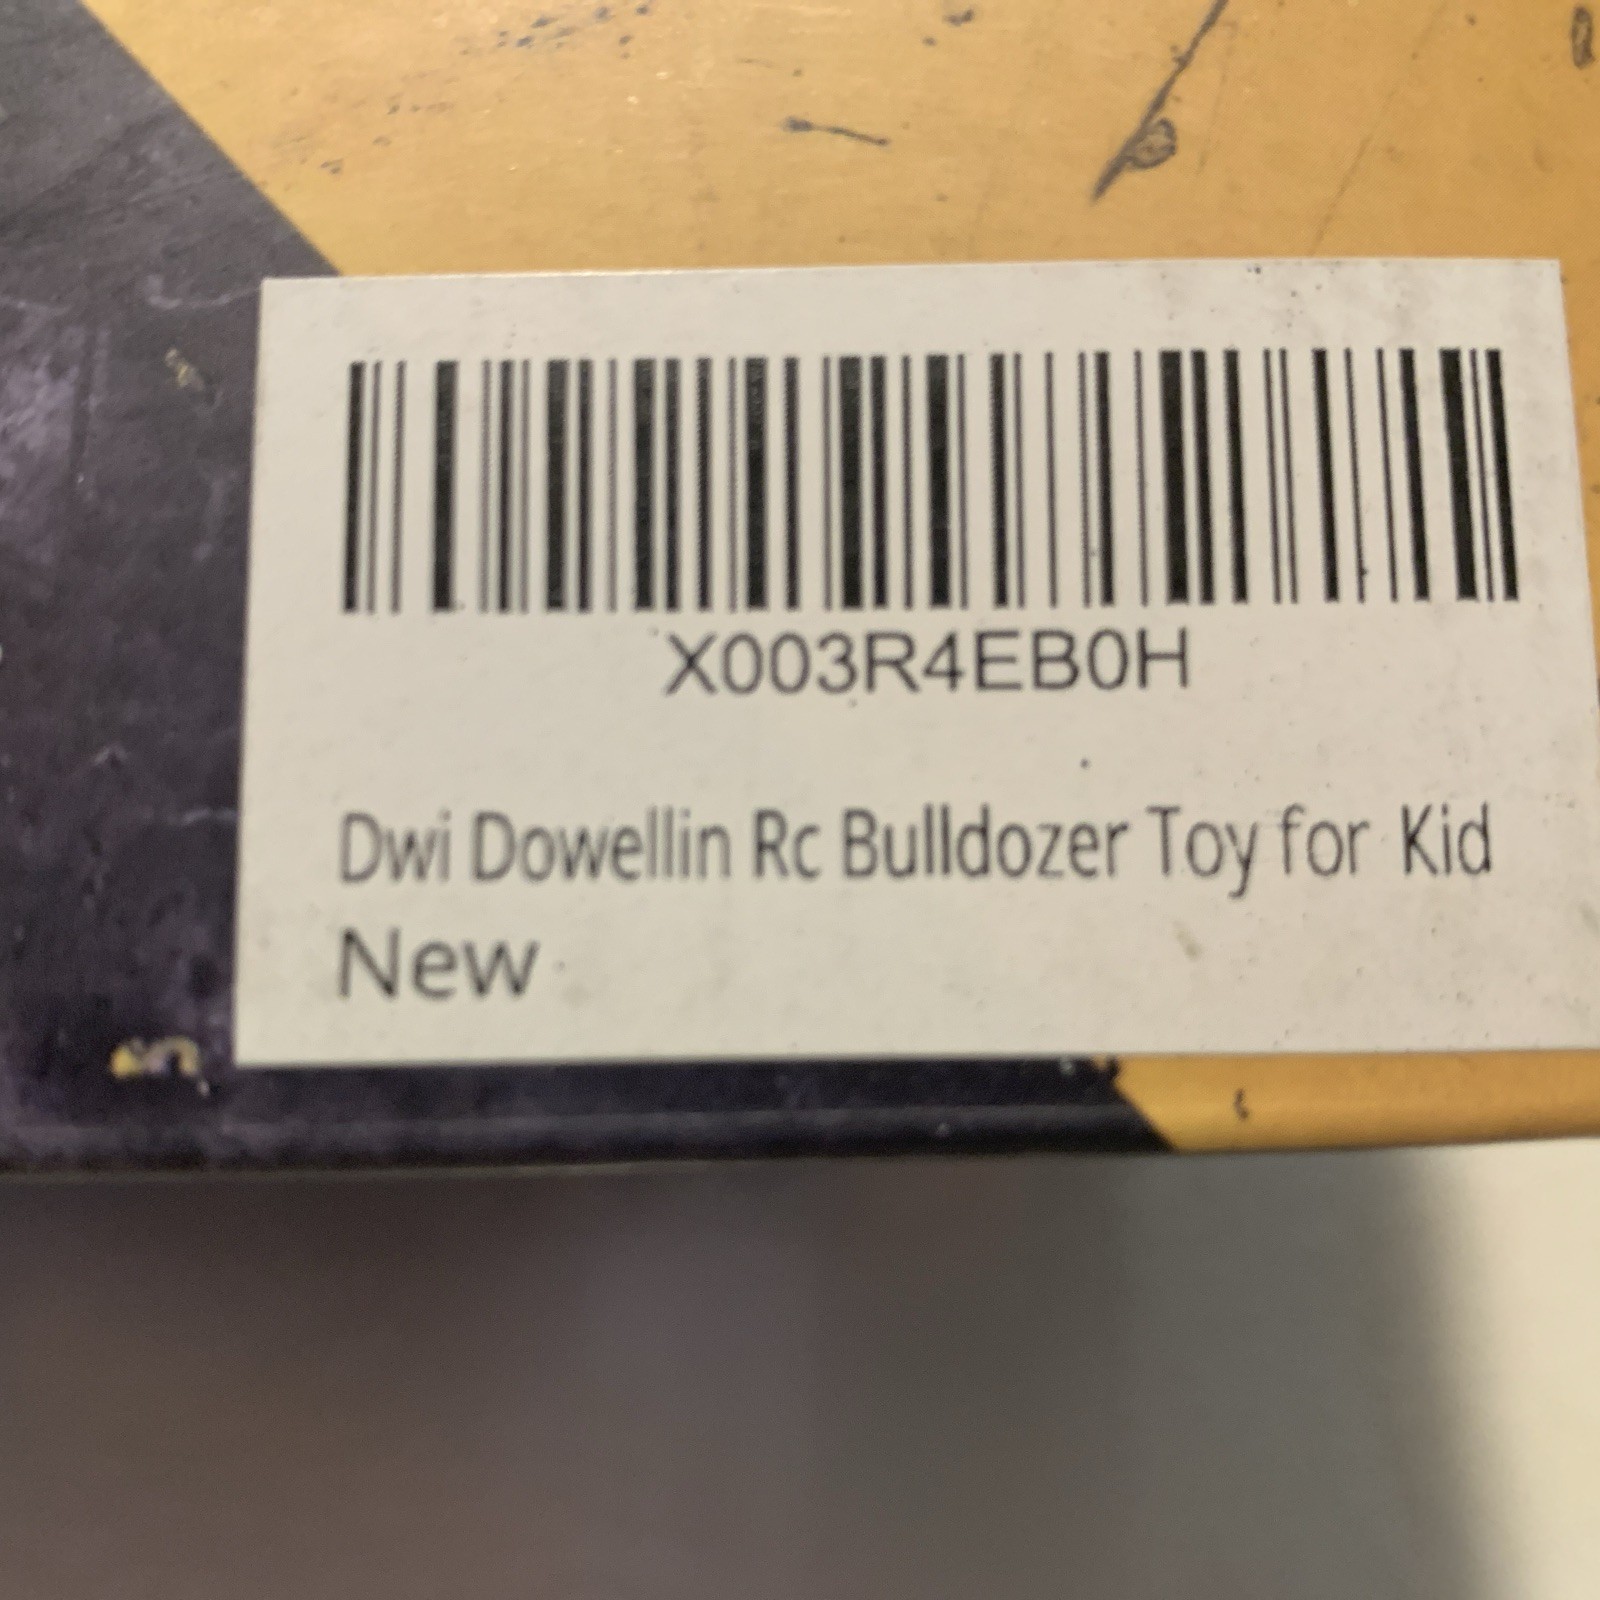 X003R4EB0H
Dwi Dowellin Rc Bulldozer Toy for Kid
New